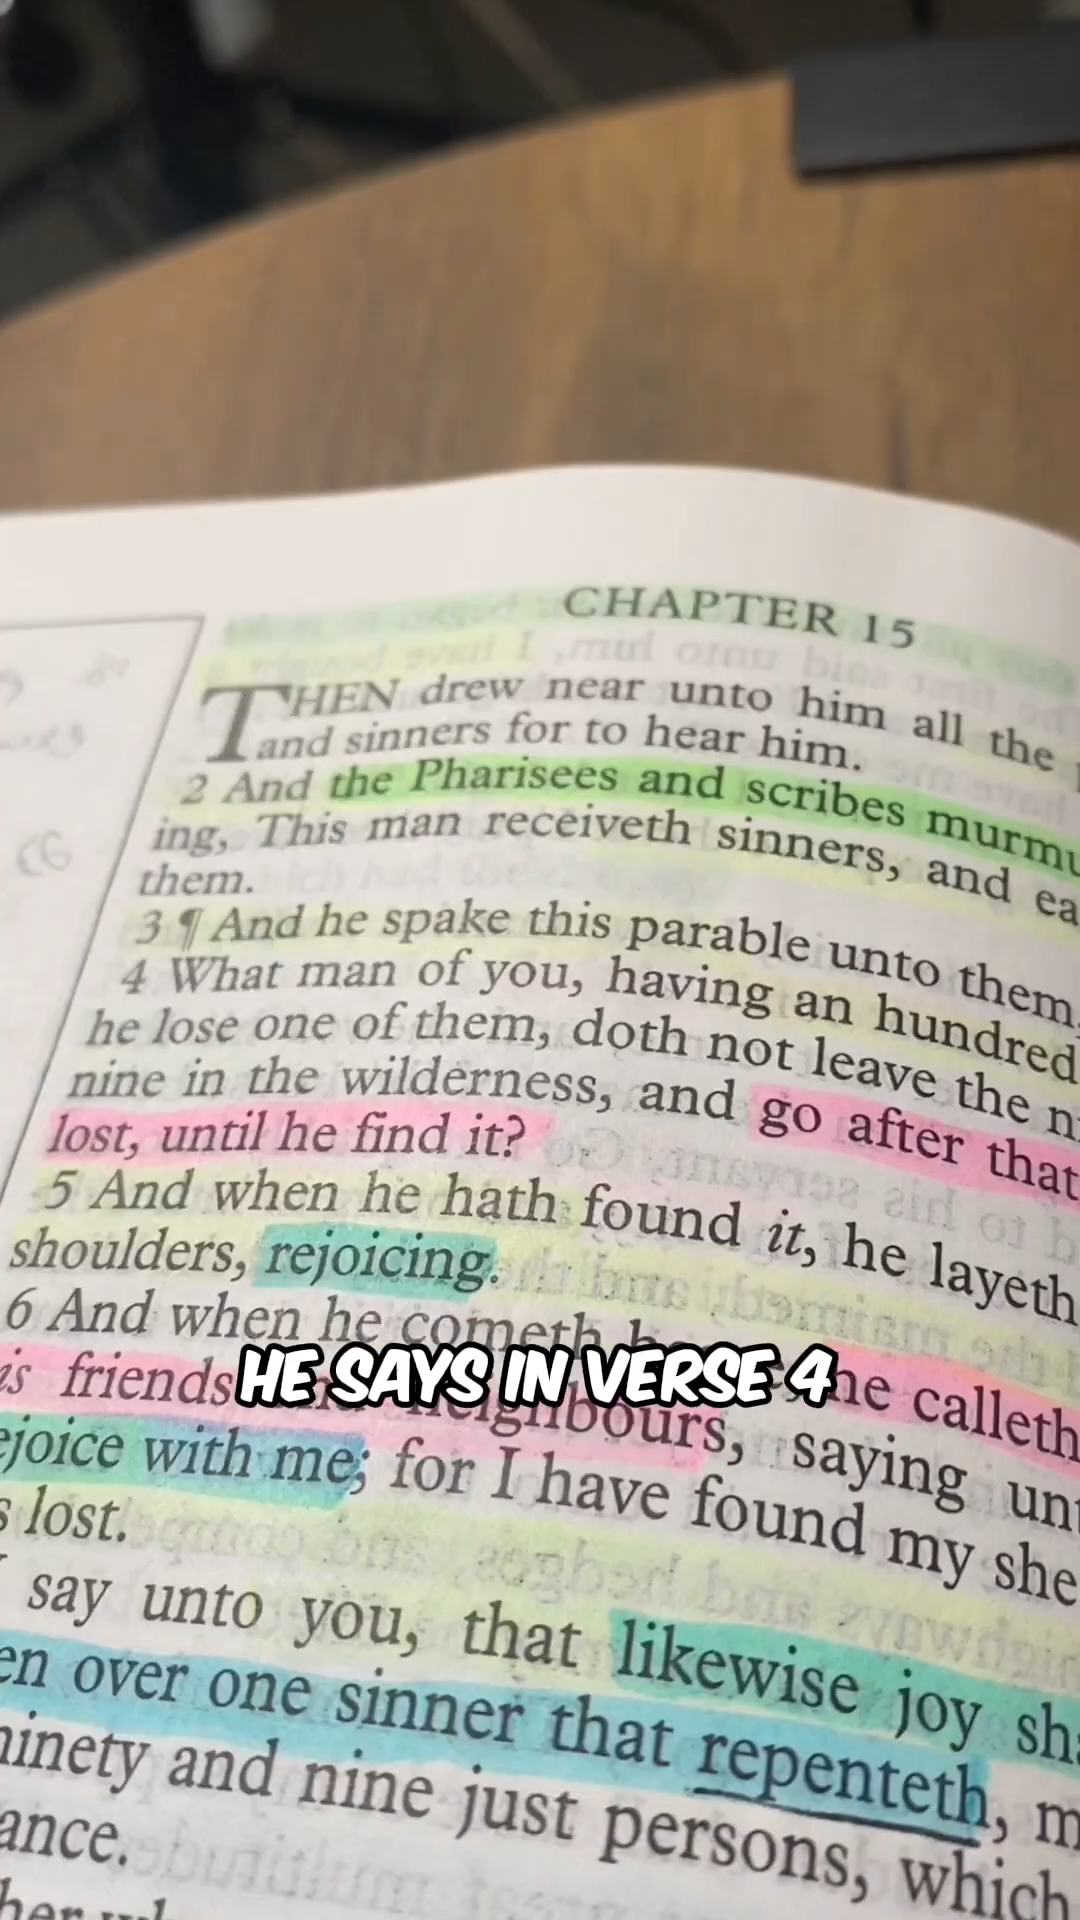 CHAPTER 15
THEN drew near unto him all the
and sinners for to hear him.
2 And the Pharisees and scribes murmu
ing, This man receiveth sinners, and ea
them.
3 ¶ And he spake this parable unto them,
4 What man of you, having an hundred
he lose one of them, doth not leave the ni
nine in the wilderness, and go after that
lost, until he find it?
5 And when he hath found it, he layeth
shoulders, rejoicing.
6 And when he cometh he calleth
HE SAYS IN VERSE 4
is friends neighbours, saying unt
ejoice with me; for I have found my she
s lost.
say unto you, that likewise joy sha
en over one sinner that repenteth, m
ninety and nine just persons, which
ance.